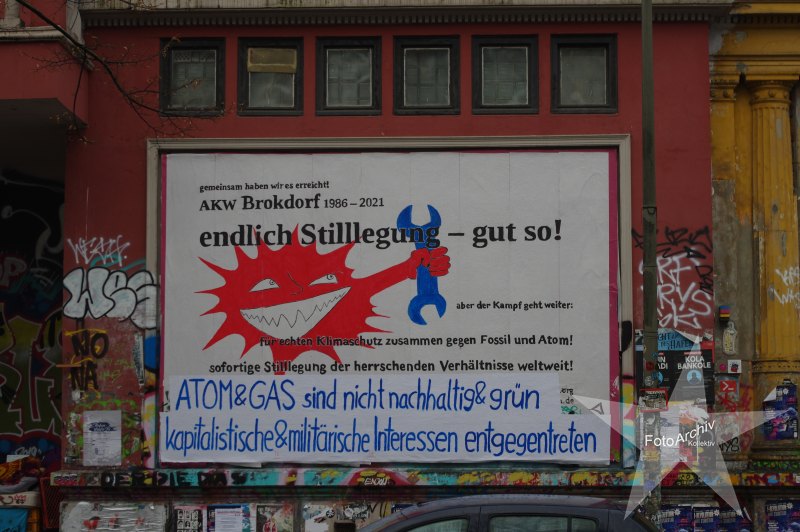 gemeinsam haben wir es erreicht!
AKW Brokdorf 1986 – 2021
endlich Stilllegung – gut so!
aber der Kampf geht weiter:
für echten Klimaschutz zusammen gegen Fossil und Atom!
sofortige Stilllegung der herrschenden Verhältnisse weltweit!
ATOM&GAS sind nicht nachhaltig&grün
kapitalistische&militärische Interessen entgegentreten
KOLA
BANKOLE
FotoArchiv
Kollektiv